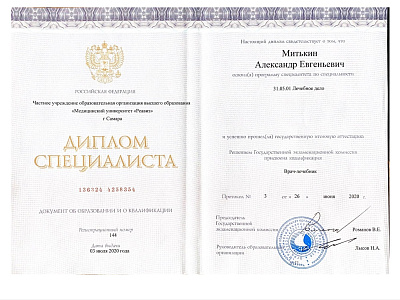 РОССИЙСКАЯ ФЕДЕРАЦИЯ
Частное учреждение образовательная организация высшего образования
«Медицинский университет «Реавиз»
г Самара
ДИПЛОМ
СПЕЦИАЛИСТА
136324 4258354
ДОКУМЕНТ ОБ ОБРАЗОВАНИИ И О КВАЛИФИКАЦИИ
Регистрационный номер
144
Дата выдачи
03 июля 2020 года
Настоящий диплом свидетельствует о том, что
Митькин
Александр Евгеньевич
освоил(а) программу специалитета по специальности
31.05.01 Лечебное дело
и успешно прошел(ла) государственную итоговую аттестацию
Решением Государственной экзаменационной комиссии
присвоена квалификация
Врач-лечебник
Протокол № 3 от « 26 » июня 2020 г.
Председатель
Государственной
экзаменационной комиссии
Романов В.Е.
Руководитель образовательной
организации
Лысов Н.А.